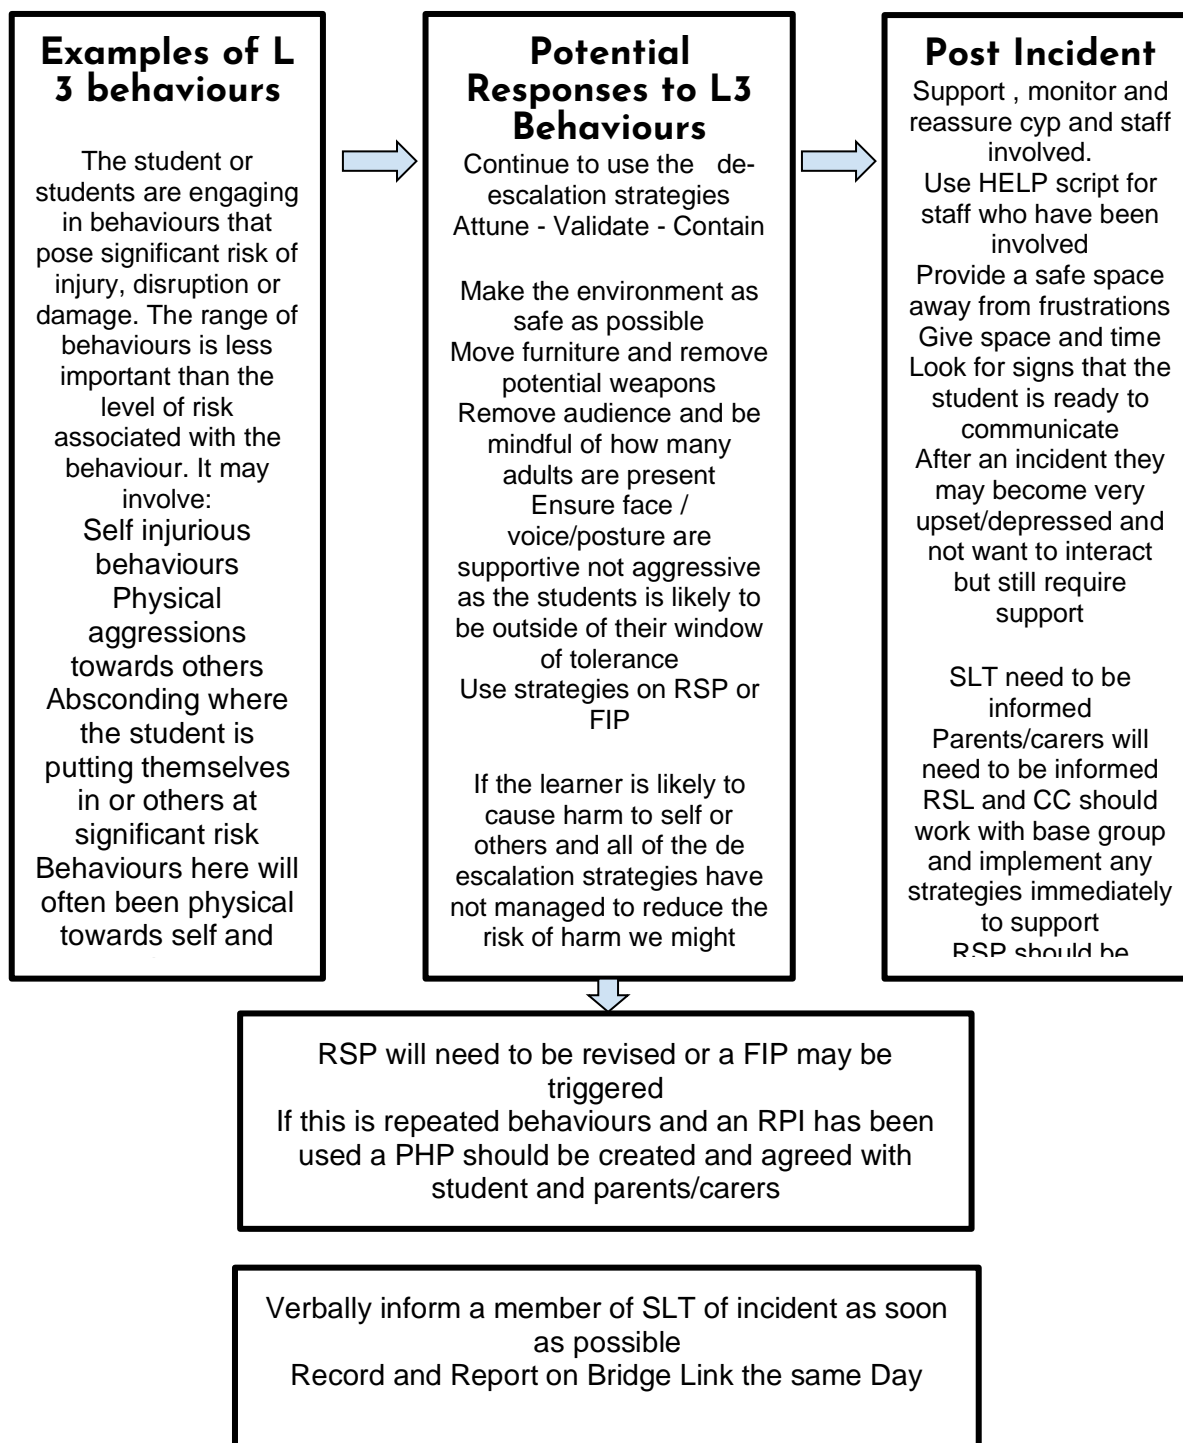 Examples of L
3 behaviours
The student or
students are engaging
in behaviours that
pose significant risk of
injury, disruption or
damage. The range of
behaviours is less
important than the
level of risk
associated with the
behaviour. It may
involve:
Self injurious
behaviours
Physical
aggressions
towards others
Absconding where
the student is
putting themselves
in or others at
significant risk
Behaviours here will
often been physical
towards self and
Potential
Responses to L3
Behaviours
Continue to use the de-
escalation strategies
Attune - Validate - Contain
Make the environment as
safe as possible
Move furniture and remove
potential weapons
Remove audience and be
mindful of how many
adults are present
Ensure face /
voice/posture are
supportive not aggressive
as the students is likely to
be outside of their window
of tolerance
Use strategies on RSP or
FIP
If the learner is likely to
cause harm to self or
others and all of the de
escalation strategies have
not managed to reduce the
risk of harm we might
Post Incident
Support , monitor and
reassure cyp and staff
involved.
Use HELP script for
staff who have been
involved
Provide a safe space
away from frustrations
Give space and time
Look for signs that the
student is ready to
communicate
After an incident they
may become very
upset/depressed and
not want to interact
but still require
support
SLT need to be
informed
Parents/carers will
need to be informed
RSL and CC should
work with base group
and implement any
strategies immediately
to support
RSP should be
RSP will need to be revised or a FIP may be
triggered
If this is repeated behaviours and an RPI has been
used a PHP should be created and agreed with
student and parents/carers
Verbally inform a member of SLT of incident as soon
as possible
Record and Report on Bridge Link the same Day